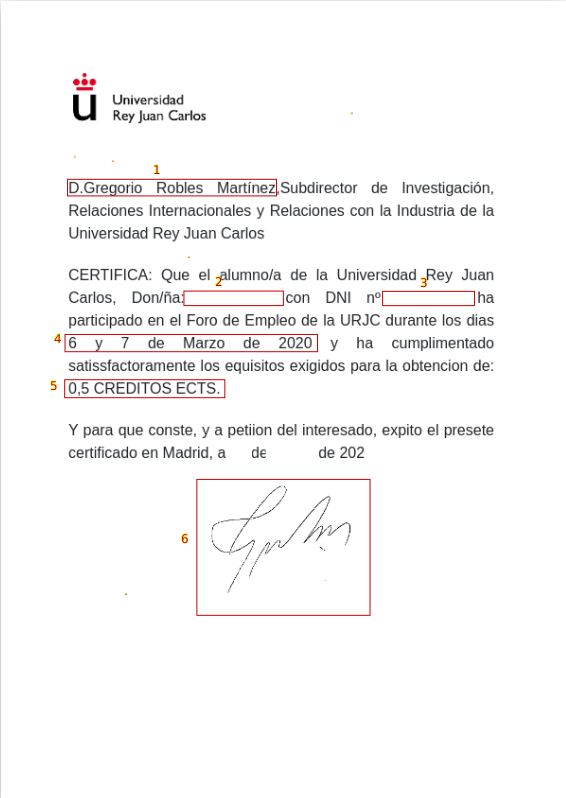 Universidad
Rey Juan Carlos
1
D.Gregorio Robles Martínez,Subdirector de Investigación,
Relaciones Internacionales y Relaciones con la Industria de la
Universidad Rey Juan Carlos
CERTIFICA: Que el alumno/a de la Universidad Rey Juan
2 3
Carlos, Don/ña: con DNI nº ha
participado en el Foro de Empleo de la URJC durante los dias
4 6 y 7 de Marzo de 2020 y ha cumplimentado
satissfactoramente los equisitos exigidos para la obtencion de:
5 0,5 CREDITOS ECTS.
Y para que conste, y a petiion del interesado, expito el presete
certificado en Madrid, a de de 202
6